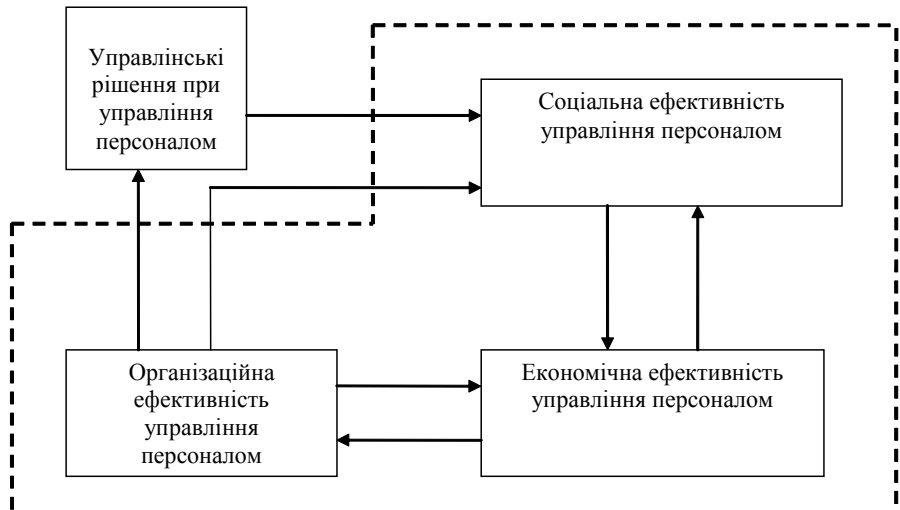 Управлінські
рішення при
управління
персоналом
Соціальна ефективність
управління персоналом
Організаційна
ефективність
управління
персоналом
Економічна ефективність
управління персоналом